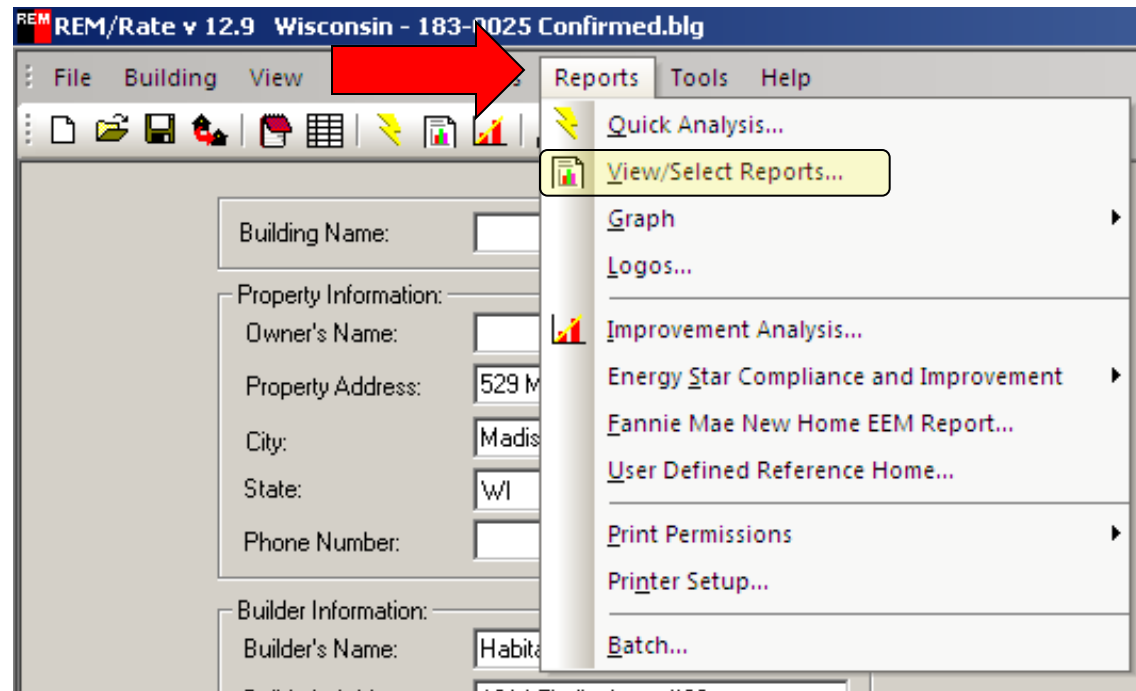 REM REM/Rate v 12.9 Wisconsin - 183-0025 Confirmed.blg
File Building View Reports Tools Help
Quick Analysis...
View/Select Reports...
Graph
Logos...
Improvement Analysis...
Energy Star Compliance and Improvement
Fannie Mae New Home EEM Report...
User Defined Reference Home...
Print Permissions
Printer Setup...
Batch...
Building Name:
Property Information:
Owner's Name:
Property Address: 529 M
City: Madis
State: WI
Phone Number:
Builder Information:
Builder's Name: Habita